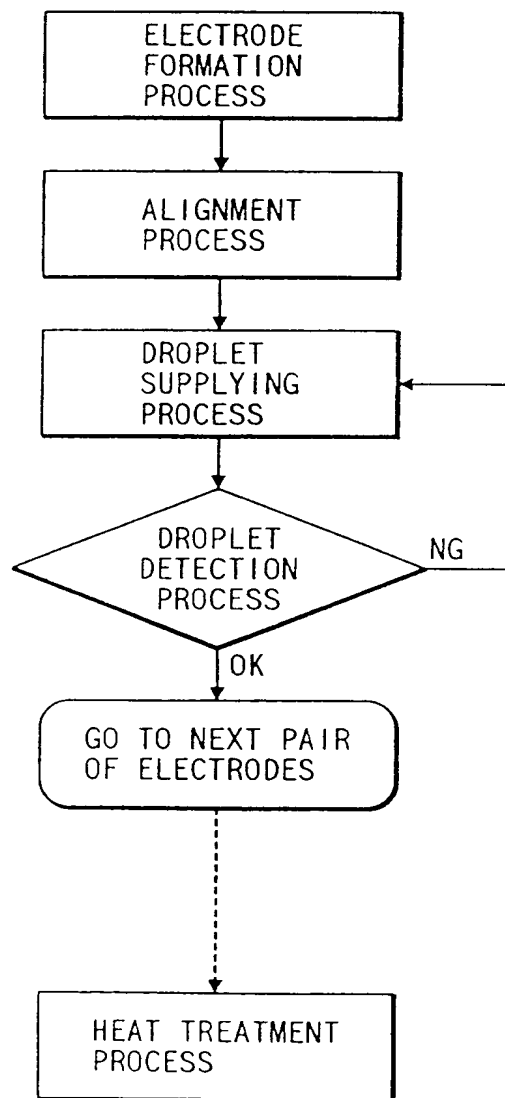 ELECTRODE
FORMATION
PROCESS
ALIGNMENT
PROCESS
DROPLET
SUPPLYING
PROCESS
DROPLET
DETECTION
PROCESS
NG
OK
GO TO NEXT PAIR
OF ELECTRODES
HEAT TREATMENT
PROCESS